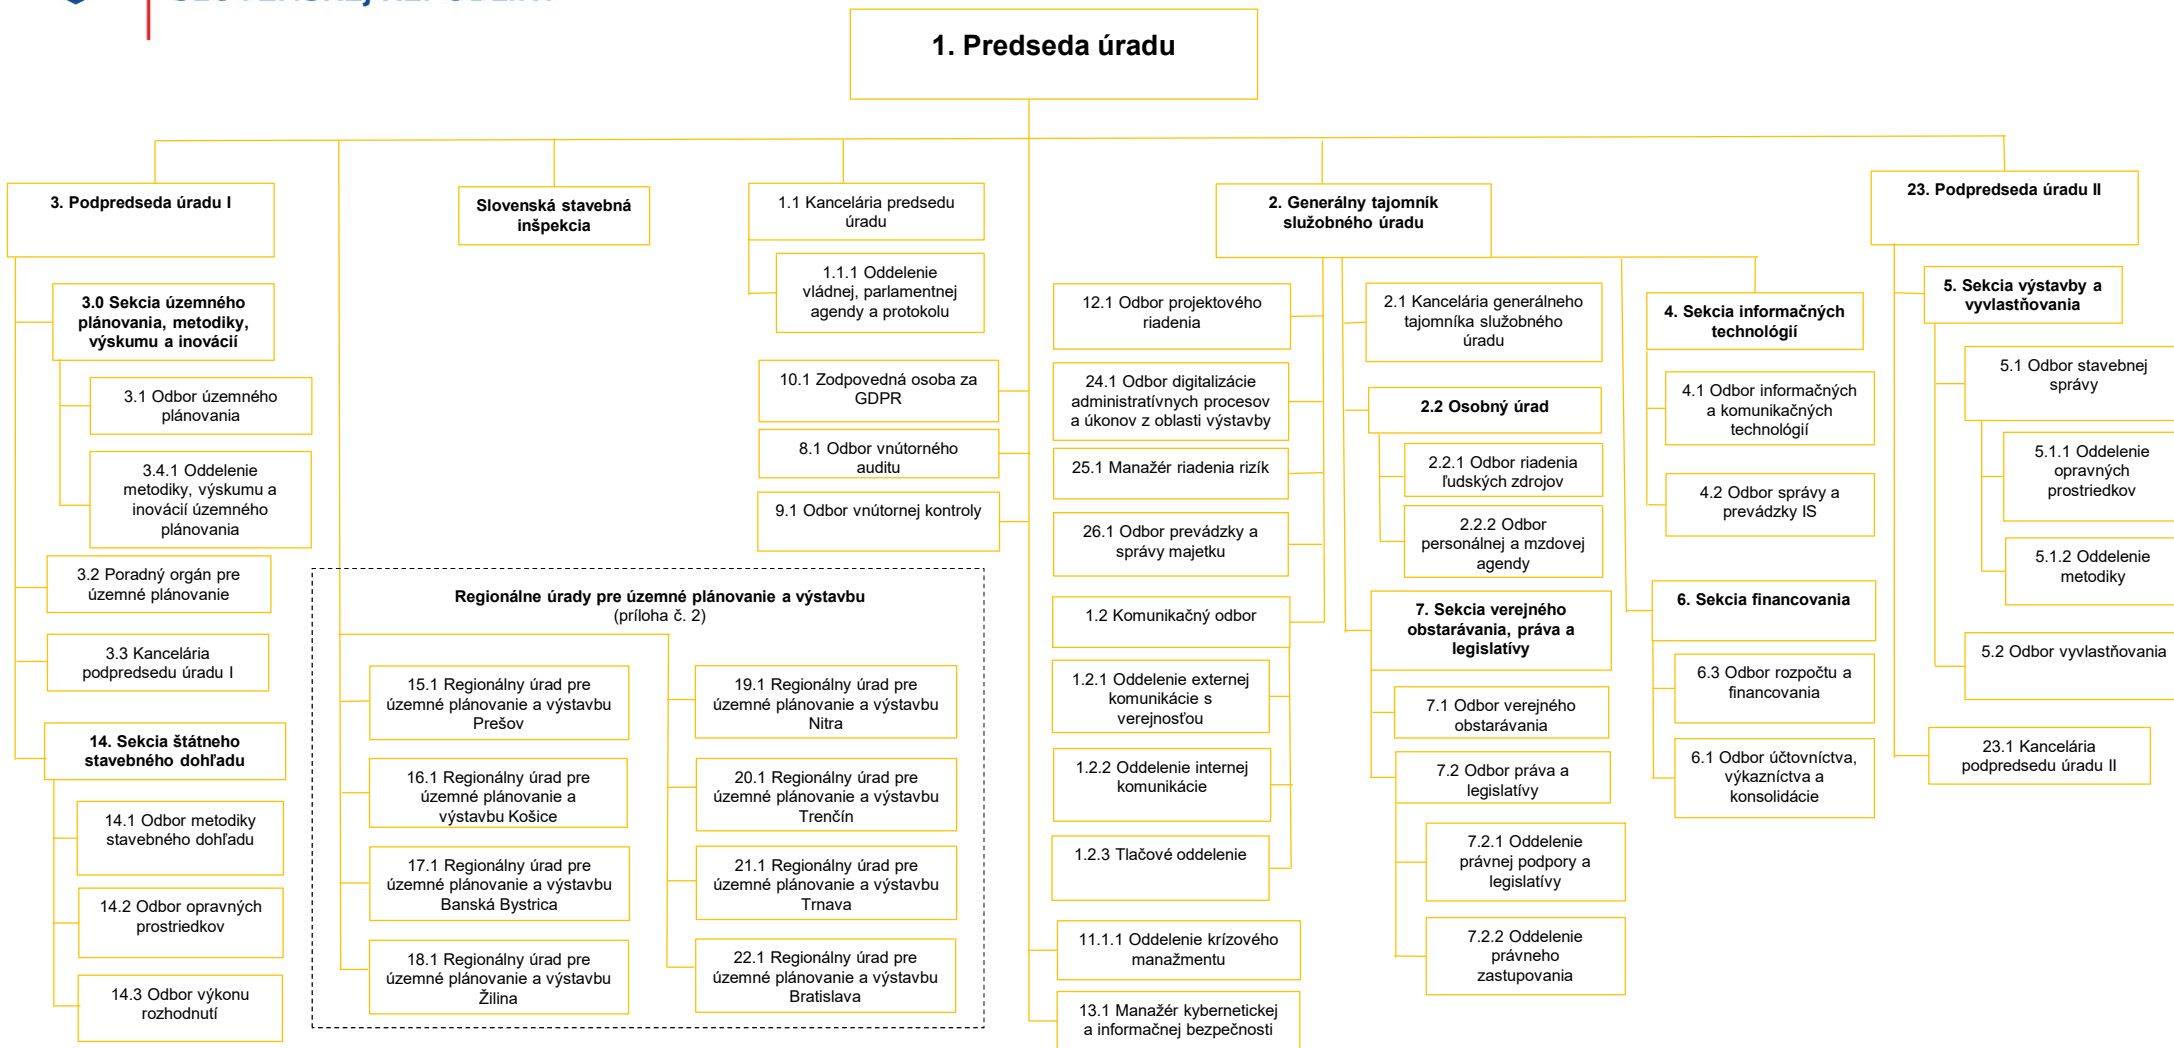 1. Predseda úradu
3. Podpredseda úradu I
Slovenská stavebná
inšpekcia
1.1 Kancelária predsedu
úradu
1.1.1 Oddelenie
vládnej, parlamentnej
agendy a protokolu
2. Generálny tajomník
služobného úradu
23. Podpredseda úradu II
3.0 Sekcia územného
plánovania, metodiky,
výskumu a inovácií
3.1 Odbor územného
plánovania
3.4.1 Oddelenie
metodiky, výskumu a
inovácií územného
plánovania
3.2 Poradný orgán pre
územné plánovanie
3.3 Kancelária
podpredsedu úradu I
14. Sekcia štátneho
stavebného dohľadu
14.1 Odbor metodiky
stavebného dohľadu
14.2 Odbor opravných
prostriedkov
14.3 Odbor výkonu
rozhodnutí
Regionálne úrady pre územné plánovanie a výstavbu
(príloha č. 2)
15.1 Regionálny úrad pre
územné plánovanie a výstavbu
Prešov
16.1 Regionálny úrad pre
územné plánovanie a
výstavbu Košice
17.1 Regionálny úrad pre
územné plánovanie a výstavbu
Banská Bystrica
18.1 Regionálny úrad pre
územné plánovanie a výstavbu
Žilina
19.1 Regionálny úrad pre
územné plánovanie a výstavbu
Nitra
20.1 Regionálny úrad pre
územné plánovanie a výstavbu
Trenčín
21.1 Regionálny úrad pre
územné plánovanie a výstavbu
Trnava
22.1 Regionálny úrad pre
územné plánovanie a výstavbu
Bratislava
10.1 Zodpovedná osoba za
GDPR
8.1 Odbor vnútorného
auditu
9.1 Odbor vnútornej kontroly
12.1 Odbor projektového
riadenia
24.1 Odbor digitalizácie
administratívnych procesov
a úkonov z oblasti výstavby
25.1 Manažér riadenia rizík
26.1 Odbor prevádzky a
správy majetku
1.2 Komunikačný odbor
1.2.1 Oddelenie externej
komunikácie s
verejnosťou
1.2.2 Oddelenie internej
komunikácie
1.2.3 Tlačové oddelenie
11.1.1 Oddelenie krízového
manažmentu
13.1 Manažér kybernetickej
a informačnej bezpečnosti
2.1 Kancelária generálneho
tajomníka služobného
úradu
2.2 Osobný úrad
2.2.1 Odbor riadenia
ľudských zdrojov
2.2.2 Odbor
personálnej a mzdovej
agendy
7. Sekcia verejného
obstarávania, práva a
legislatívy
7.1 Odbor verejného
obstarávania
7.2 Odbor práva a
legislatívy
7.2.1 Oddelenie
právnej podpory a
legislatívy
7.2.2 Oddelenie
právneho
zastupovania
4. Sekcia informačných
technológií
4.1 Odbor informačných
a komunikačných
technológií
4.2 Odbor správy a
prevádzky IS
6. Sekcia financovania
6.3 Odbor rozpočtu a
financovania
6.1 Odbor účtovníctva,
výkazníctva a
konsolidácie
5. Sekcia výstavby a
vyvlastňovania
5.1 Odbor stavebnej
správy
5.1.1 Oddelenie
opravných
prostriedkov
5.1.2 Oddelenie
metodiky
5.2 Odbor vyvlastňovania
23.1 Kancelária
podpredsedu úradu II